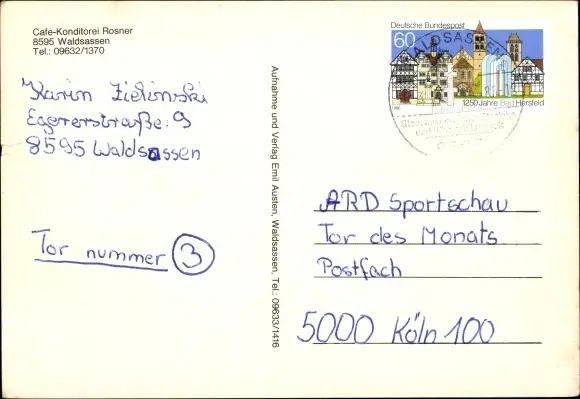 Cafe-Konditorei Rosner
8595 Waldsassen
Tel.: 09632/1370
Karin Zielinski
Egererstraße 9
8595 Waldsassen
Tor nummer 3
Aufnahme und Verlag Emil Austen, Waldsassen, Tel.: 09633/1416
Deutsche Bundespost
60
1250 Jahre Bad Hersfeld
WALDSASSEN
ARD Sportschau
Tor des Monats
Postfach
5000 Köln 100